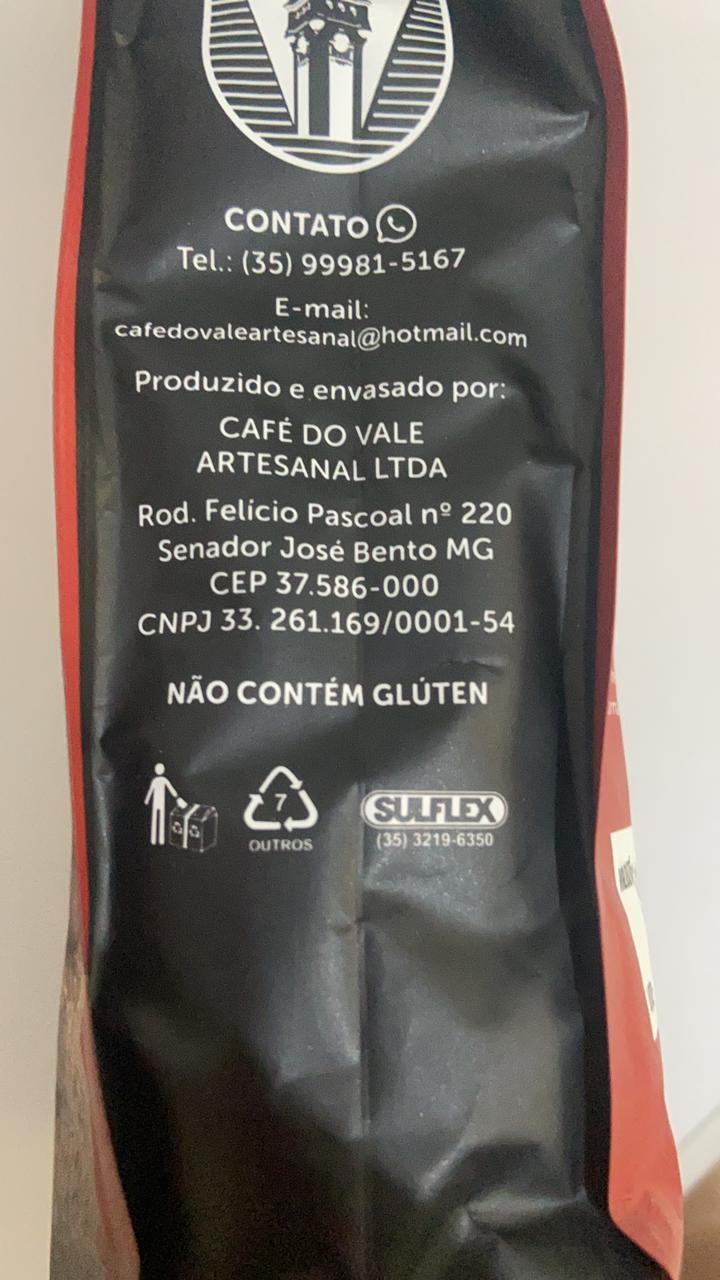 CONTATO
Tel.: (35) 99981-5167
E-mail:
cafedovaleartesanal@hotmail.com
Produzido e envasado por:
CAFÉ DO VALE
ARTESANAL LTDA
Rod. Felício Pascoal nº 220
Senador José Bento MG
CEP 37.586-000
CNPJ 33. 261.169/0001-54
NÃO CONTÉM GLÚTEN
7
OUTROS
SULFLEX
(35) 3219-6350